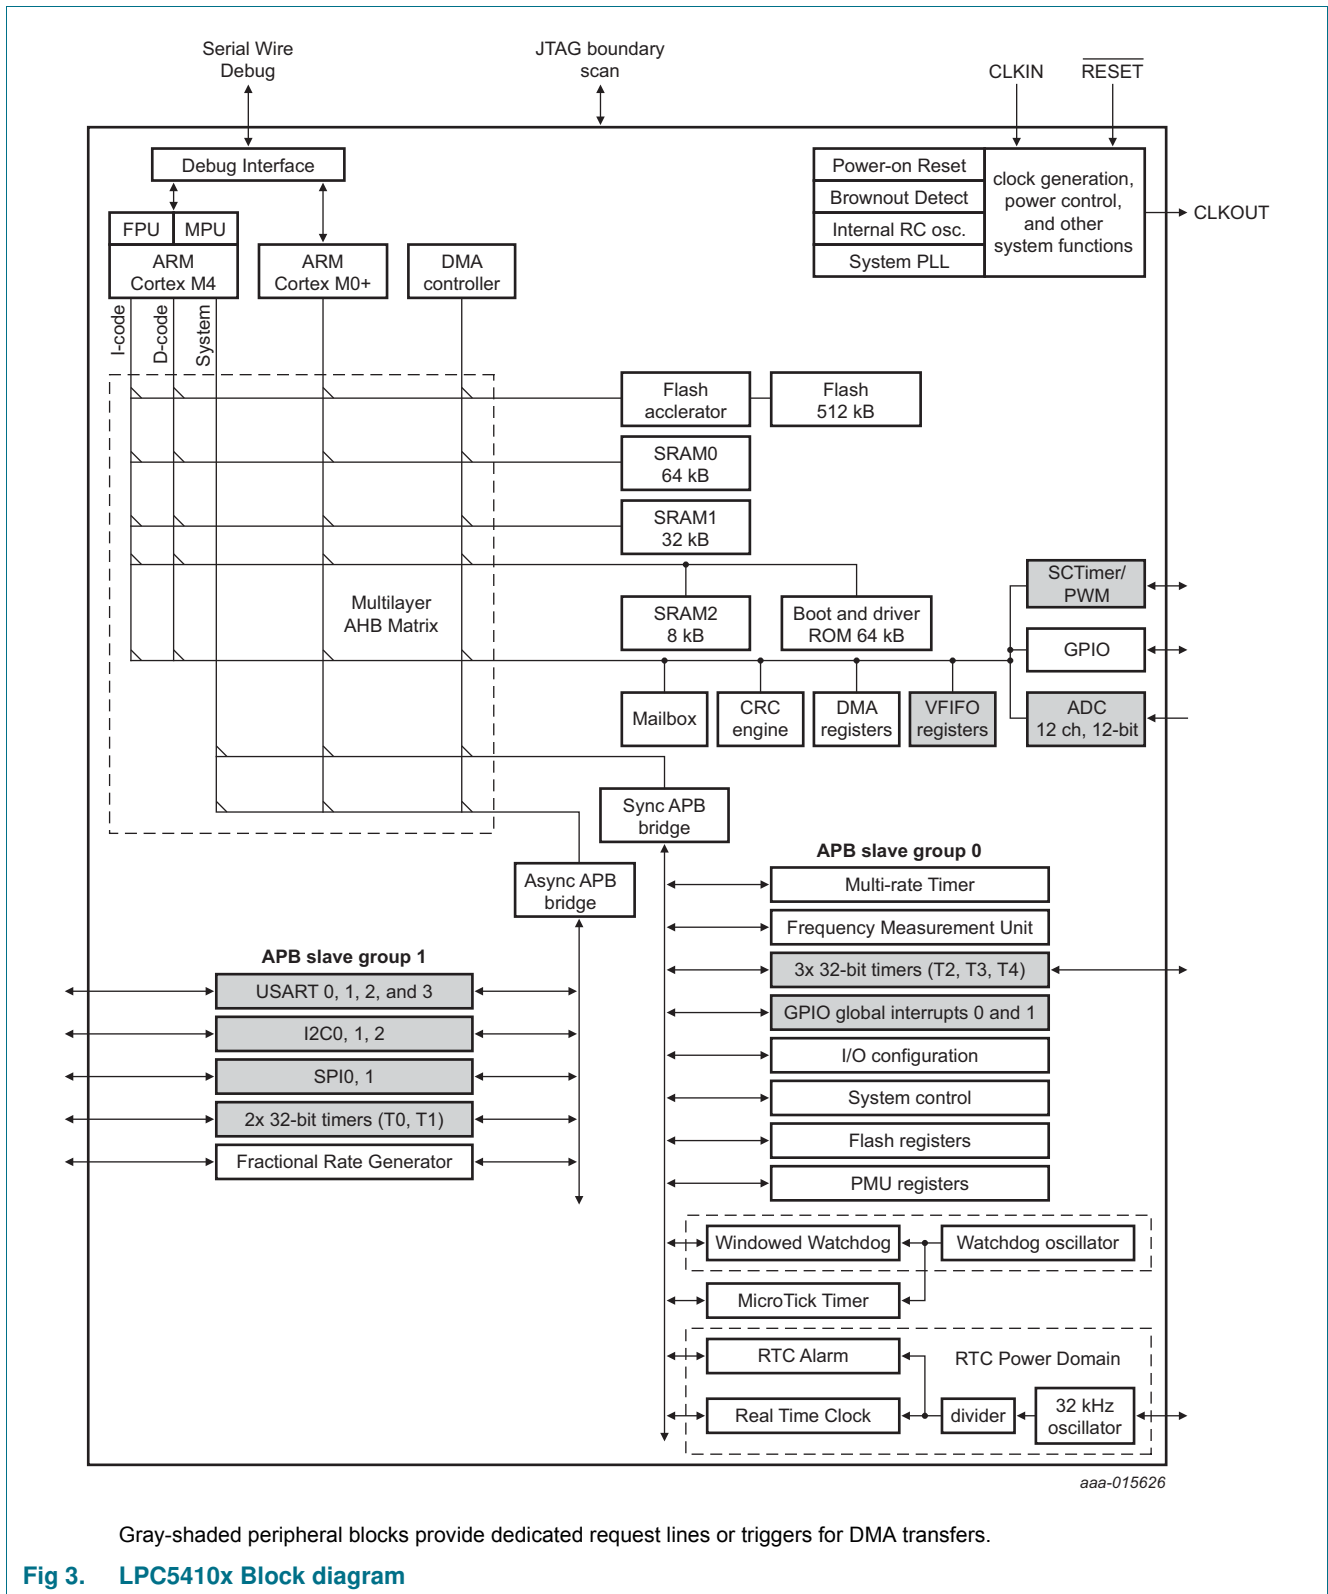 Serial Wire
Debug
JTAG boundary
scan
CLKIN
RESET
Debug Interface
Power-on Reset
Brownout Detect
Internal RC osc.
System PLL
clock generation,
power control,
and other
system functions
CLKOUT
FPU
MPU
ARM
Cortex M4
ARM
Cortex M0+
DMA
controller
I-code
D-code
System
Flash
acclerator
Flash
512 kB
SRAM0
64 kB
SRAM1
32 kB
Multilayer
AHB Matrix
SRAM2
8 kB
Boot and driver
ROM 64 kB
SCTimer/
PWM
GPIO
ADC
12 ch, 12-bit
Mailbox
CRC
engine
DMA
registers
VFIFO
registers
Sync APB
bridge
Async APB
bridge
APB slave group 0
Multi-rate Timer
Frequency Measurement Unit
3x 32-bit timers (T2, T3, T4)
GPIO global interrupts 0 and 1
I/O configuration
System control
Flash registers
PMU registers
APB slave group 1
USART 0, 1, 2, and 3
I2C0, 1, 2
SPI0, 1
2x 32-bit timers (T0, T1)
Fractional Rate Generator
Windowed Watchdog
Watchdog oscillator
MicroTick Timer
RTC Alarm
RTC Power Domain
Real Time Clock
divider
32 kHz
oscillator
aaa-015626
Gray-shaded peripheral blocks provide dedicated request lines or triggers for DMA transfers.
Fig 3. LPC5410x Block diagram